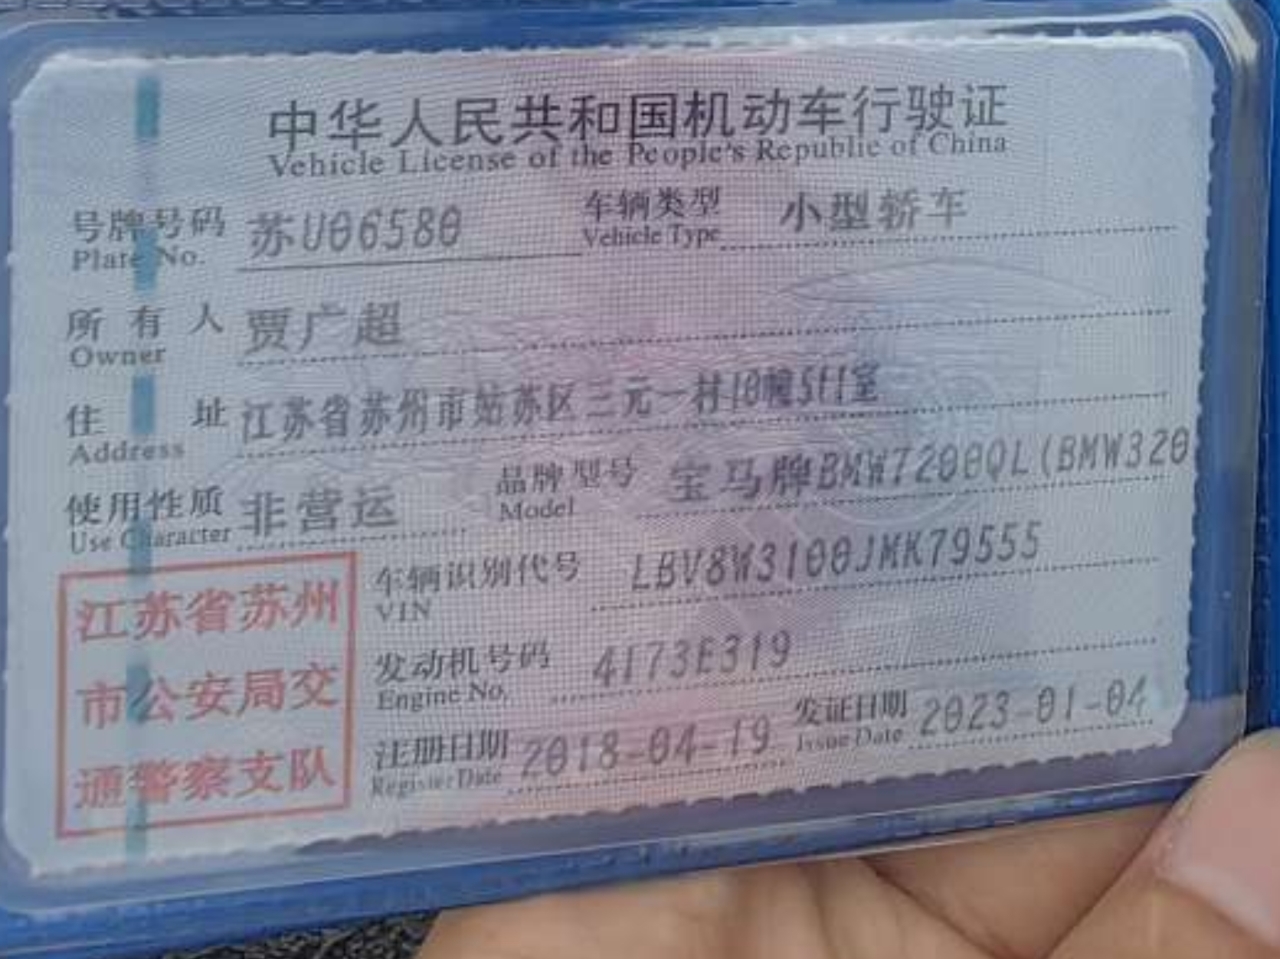 中华人民共和国机动车行驶证
Vehicle License of the People's Republic of China
号牌号码 苏U06580 车辆类型 小型轿车
Plate No. Vehicle Type
所有人 贾广超
Owner
住址 江苏省苏州市姑苏区三元一村10幢511室
Address
使用性质 非营运 品牌型号 宝马牌BMW7200QL(BMW320
Use Character Model
江苏省苏州
市公安局交
通警察支队
车辆识别代号 LBV8W3100JMK79555
VIN
发动机号码 4173E319
Engine No.
注册日期 2018-04-19 发证日期 2023-01-04
Register Date Issue Date